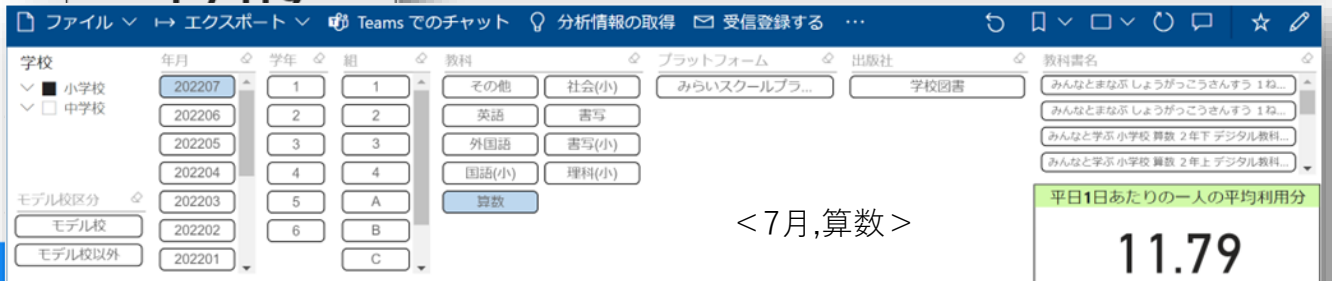 ファイル エクスポート Teams でのチャット 分析情報の取得 受信登録する …
学校
小学校
中学校
モデル校区分
モデル校
モデル校以外
年月
202207
202206
202205
202204
202203
202202
202201
学年
1
2
3
4
5
6
組
1
2
3
4
A
B
C
教科
その他 社会(小)
英語 書写
外国語 書写(小)
国語(小) 理科(小)
算数
プラットフォーム
みらいスクールプラ...
出版社
学校図書
教科書名
みんなとまなぶ しょうがっこうさんすう 1ね...
みんなとまなぶ しょうがっこうさんすう 1ね...
みんなと学ぶ 小学校 算数 2年下 デジタル教科...
みんなと学ぶ 小学校 算数 2年上 デジタル教科...
＜7月,算数＞
平日1日あたりの一人の平均利用分
11.79